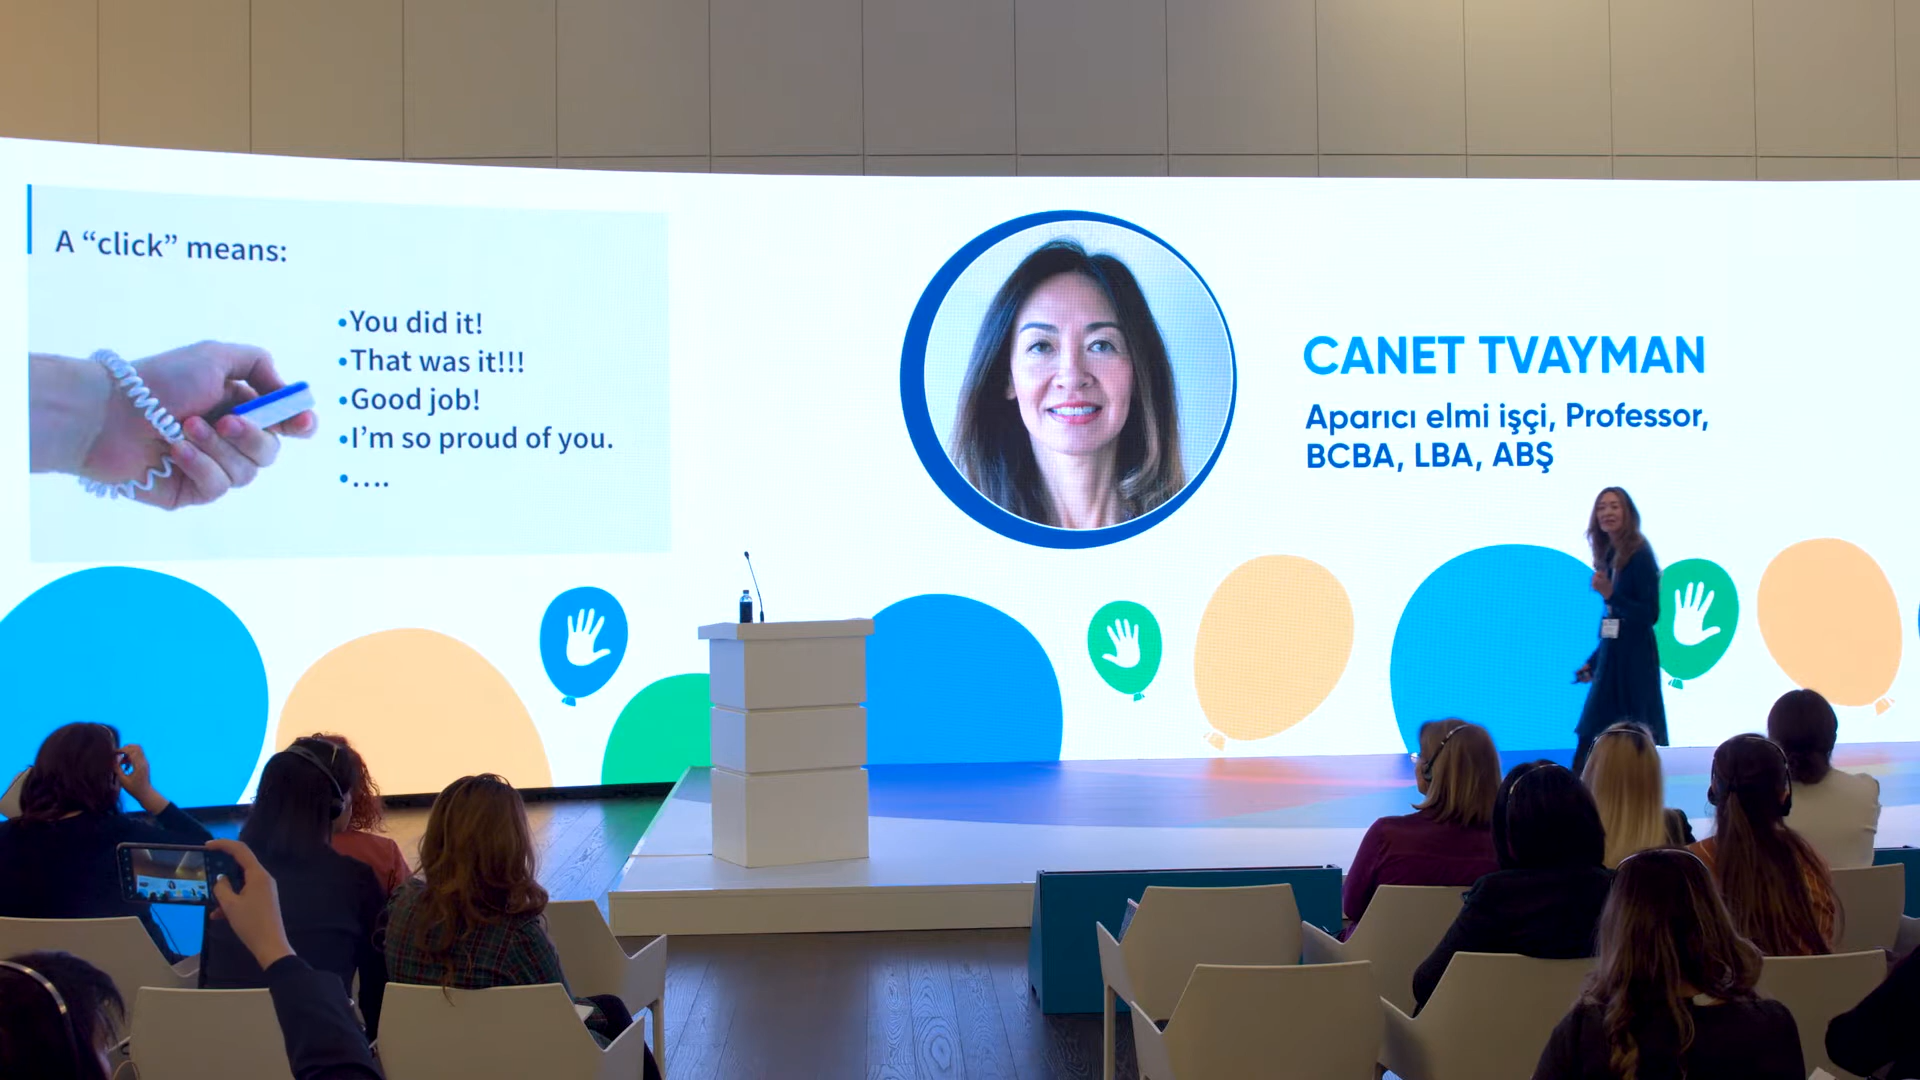 A “click” means:
•You did it!
•That was it!!!
•Good job!
•I’m so proud of you.
•….
CANET TVAYMAN
Aparıcı elmi işçi, Professor,
BCBA, LBA, ABŞ